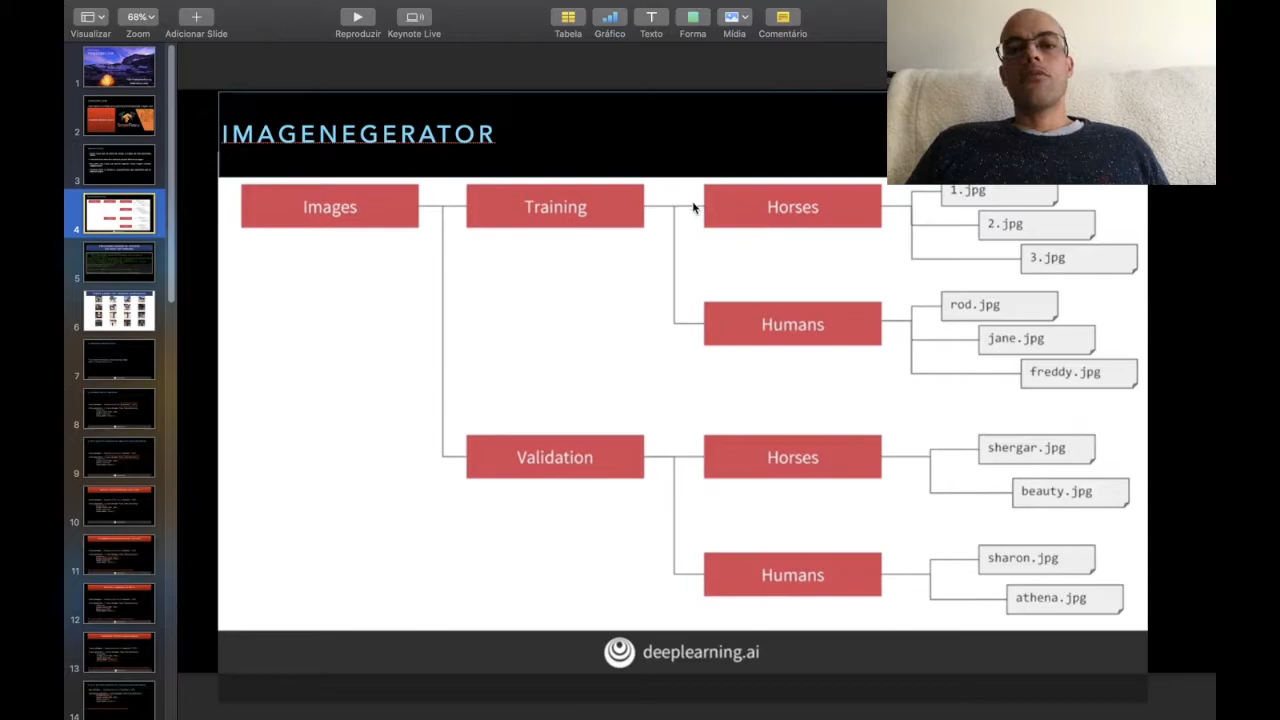 68%
Visualizar
Zoom
Adicionar Slide
Reproduzir
Keynote Live
Tabela
Gráfico
Texto
Forma
Mídia
Comentário
IMAGENEGERATOR
Images
Training
Horses
1.jpg
2.jpg
3.jpg
Humans
rod.jpg
jane.jpg
freddy.jpg
Validation
Horses
shergar.jpg
beauty.jpg
Humans
sharon.jpg
athena.jpg
deeplearning.ai
1
2
3
4
5
6
7
8
9
10
11
12
13
14